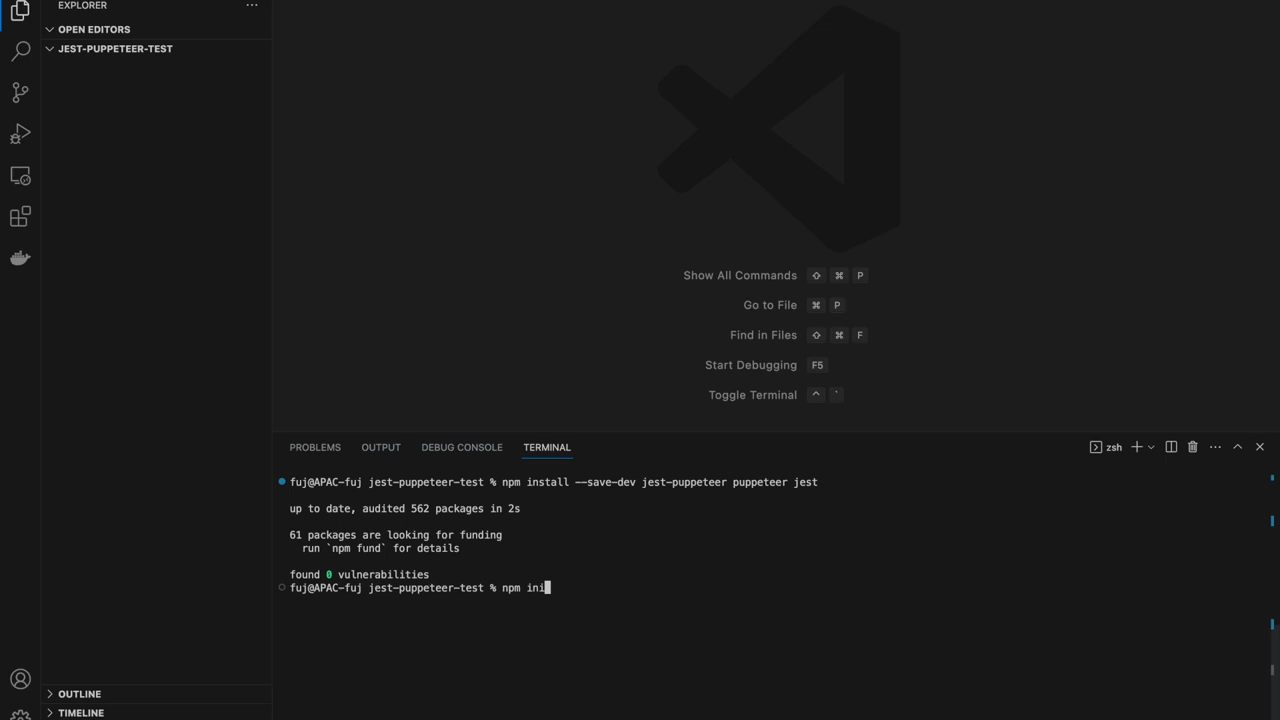 EXPLORER
OPEN EDITORS
JEST-PUPPETEER-TEST
Show All Commands ⇧ ⌘ P
Go to File ⌘ P
Find in Files ⇧ ⌘ F
Start Debugging F5
Toggle Terminal ^ `
PROBLEMS OUTPUT DEBUG CONSOLE TERMINAL
zsh
fuj@APAC-fuj jest-puppeteer-test % npm install --save-dev jest-puppeteer puppeteer jest
up to date, audited 562 packages in 2s
61 packages are looking for funding
run `npm fund` for details
found 0 vulnerabilities
fuj@APAC-fuj jest-puppeteer-test % npm ini
OUTLINE
TIMELINE